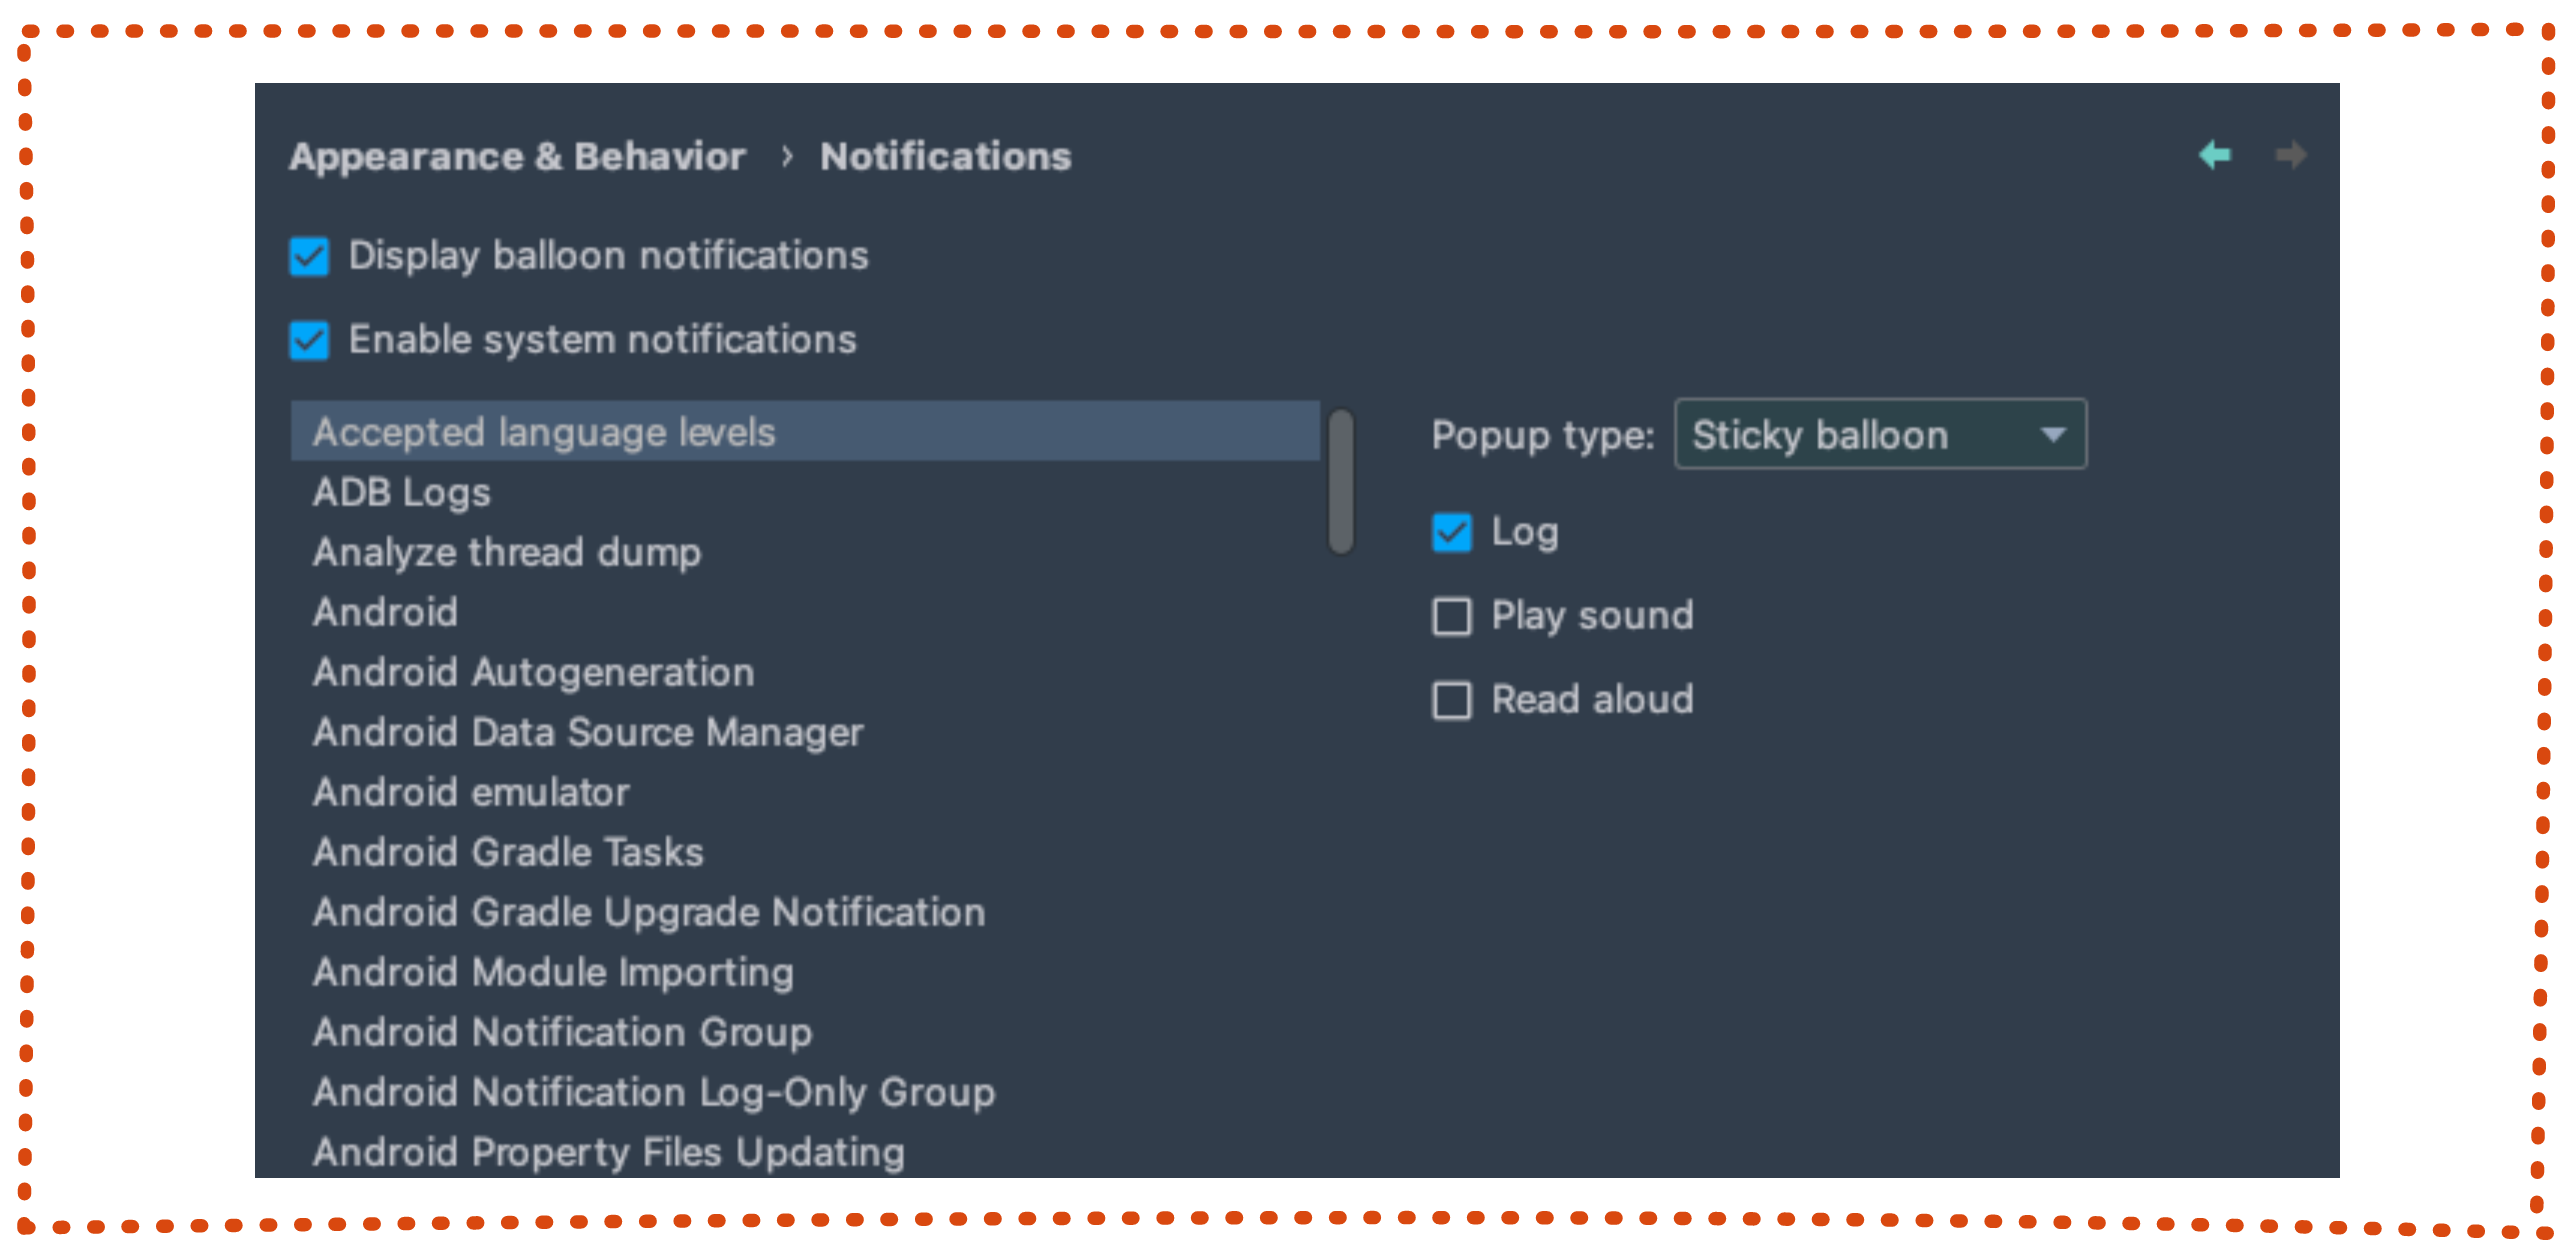 Appearance & Behavior › Notifications
Display balloon notifications
Enable system notifications
Accepted language levels
ADB Logs
Analyze thread dump
Android
Android Autogeneration
Android Data Source Manager
Android emulator
Android Gradle Tasks
Android Gradle Upgrade Notification
Android Module Importing
Android Notification Group
Android Notification Log-Only Group
Android Property Files Updating
Popup type: Sticky balloon
Log
Play sound
Read aloud